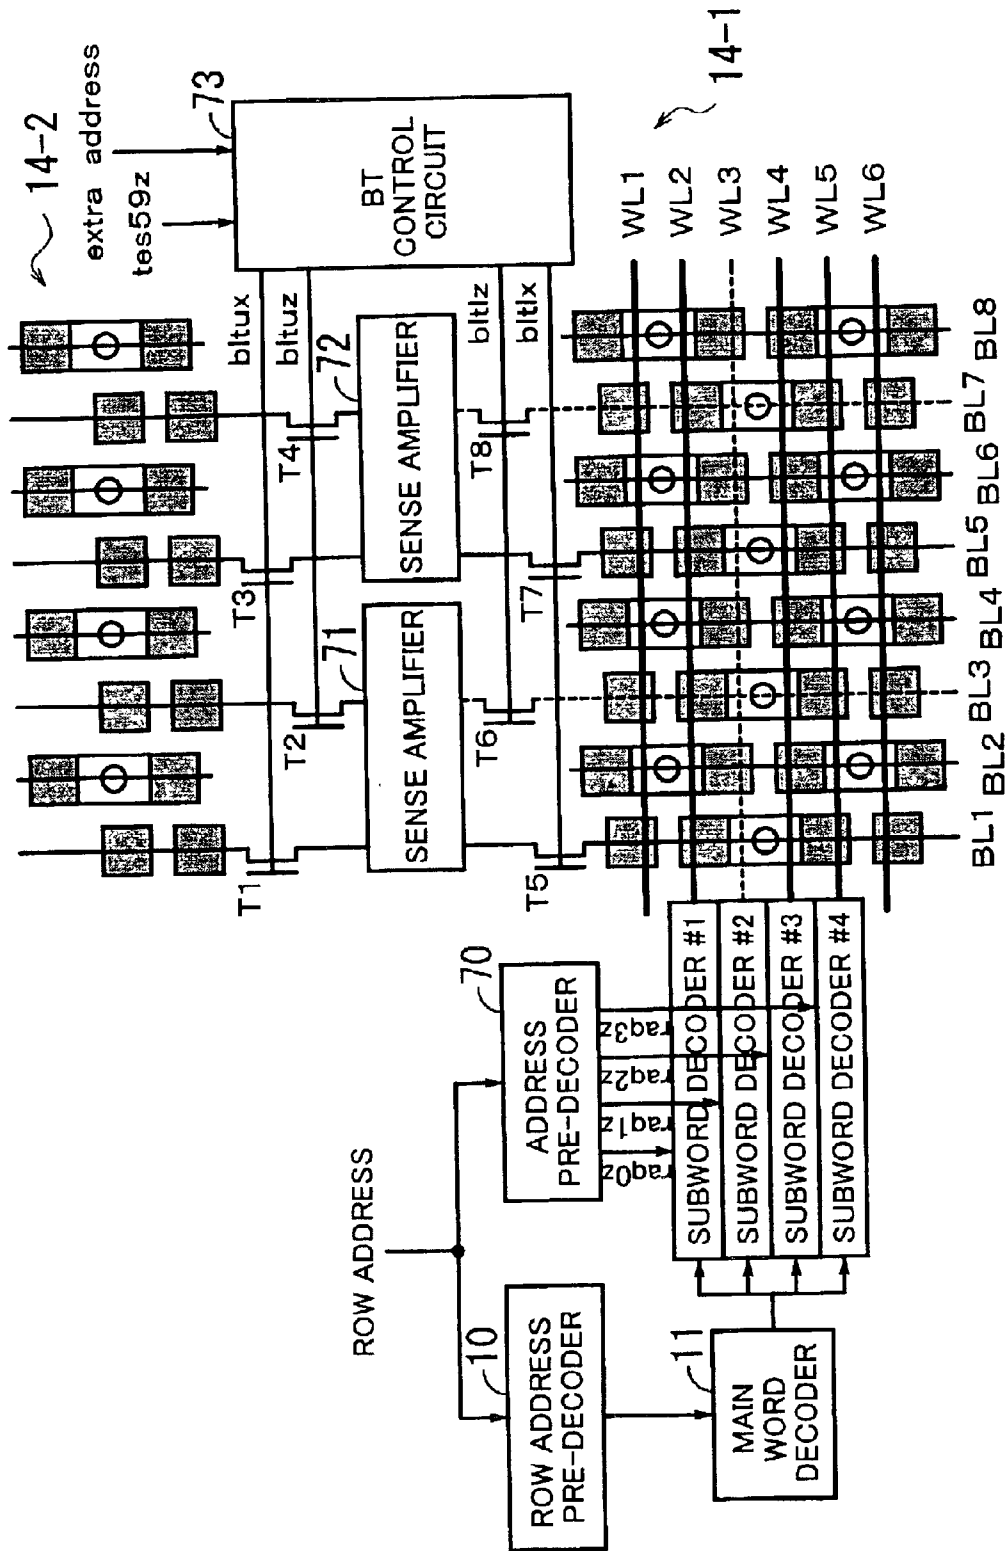 14-2
extra address
tes59z
73
BT
CONTROL
CIRCUIT
bltux
bltuz
bltlz
bltlx
T1
T2
T3
T4
71
72
SENSE AMPLIFIER
SENSE AMPLIFIER
T5
T6
T7
T8
14-1
WL1
WL2
WL3
WL4
WL5
WL6
BL1
BL2
BL3
BL4
BL5
BL6
BL7
BL8
ROW ADDRESS
10
ROW ADDRESS
PRE-DECODER
70
ADDRESS
PRE-DECODER
raq0z
raq1z
raq2z
raq3z
11
MAIN
WORD
DECODER
SUBWORD DECODER #1
SUBWORD DECODER #2
SUBWORD DECODER #3
SUBWORD DECODER #4